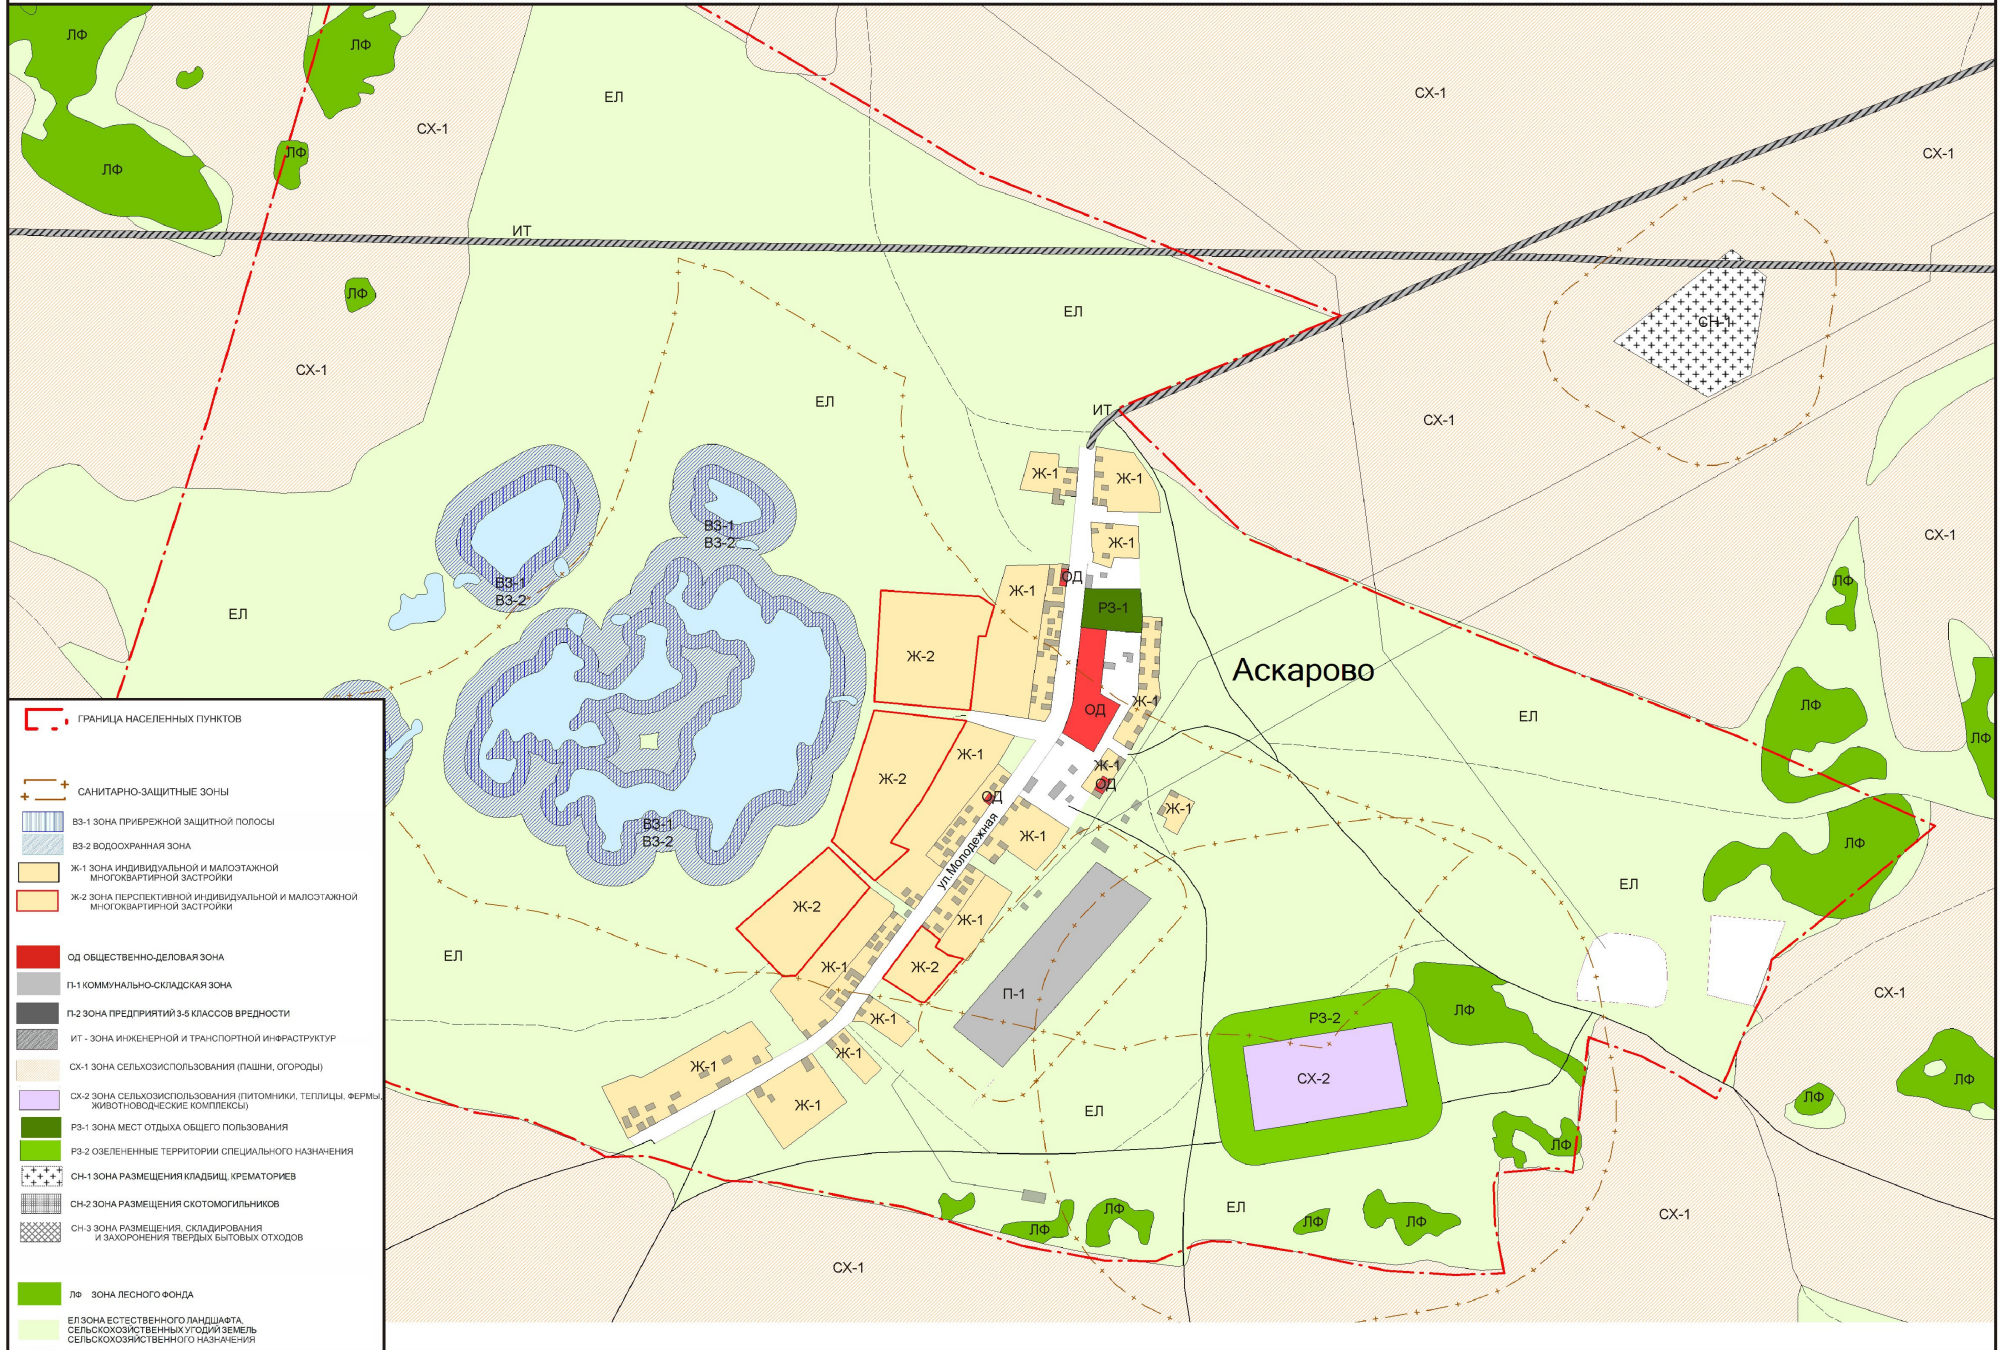 ЛФ
ЛФ
ЕЛ
СХ-1
СХ-1
ЛФ
ЛФ
СХ-1
ИТ
ЛФ
ЕЛ
СН-1
СХ-1
ЕЛ
ИТ
СХ-1
Ж-1
Ж-1
ВЗ-1
ВЗ-2
Ж-1
СХ-1
ВЗ-1
ВЗ-2
ОД
Ж-1
ЛФ
РЗ-1
ЕЛ
Ж-2
Аскарово
Ж-1
ОД
ЛФ
ЕЛ
ЛФ
Ж-1
Ж-1
Ж-2
ОД
ОД
Ж-1
ВЗ-1
ВЗ-2
Ж-1
ул.Молодежная
ЛФ
ЕЛ
Ж-2
Ж-1
ЕЛ
Ж-1
Ж-2
П-1
СХ-1
ЛФ
РЗ-2
Ж-1
Ж-1
Ж-1
СХ-2
ЛФ
Ж-1
ЕЛ
ЛФ
ЛФ
ЕЛ
ЛФ
ЛФ
ЛФ
ЛФ
СХ-1
СХ-1
ГРАНИЦА НАСЕЛЕННЫХ ПУНКТОВ
САНИТАРНО-ЗАЩИТНЫЕ ЗОНЫ
ВЗ-1 ЗОНА ПРИБРЕЖНОЙ ЗАЩИТНОЙ ПОЛОСЫ
ВЗ-2 ВОДООХРАННАЯ ЗОНА
Ж-1 ЗОНА ИНДИВИДУАЛЬНОЙ И МАЛОЭТАЖНОЙ
МНОГОКВАРТИРНОЙ ЗАСТРОЙКИ
Ж-2 ЗОНА ПЕРСПЕКТИВНОЙ ИНДИВИДУАЛЬНОЙ И МАЛОЭТАЖНОЙ
МНОГОКВАРТИРНОЙ ЗАСТРОЙКИ
ОД ОБЩЕСТВЕННО-ДЕЛОВАЯ ЗОНА
П-1 КОММУНАЛЬНО-СКЛАДСКАЯ ЗОНА
П-2 ЗОНА ПРЕДПРИЯТИЙ 3-5 КЛАССОВ ВРЕДНОСТИ
ИТ - ЗОНА ИНЖЕНЕРНОЙ И ТРАНСПОРТНОЙ ИНФРАСТРУКТУР
СХ-1 ЗОНА СЕЛЬХОЗИСПОЛЬЗОВАНИЯ (ПАШНИ, ОГОРОДЫ)
СХ-2 ЗОНА СЕЛЬХОЗИСПОЛЬЗОВАНИЯ (ПИТОМНИКИ, ТЕПЛИЦЫ, ФЕРМЫ,
ЖИВОТНОВОДЧЕСКИЕ КОМПЛЕКСЫ)
РЗ-1 ЗОНА МЕСТ ОТДЫХА ОБЩЕГО ПОЛЬЗОВАНИЯ
РЗ-2 ОЗЕЛЕНЕННЫЕ ТЕРРИТОРИИ СПЕЦИАЛЬНОГО НАЗНАЧЕНИЯ
СН-1 ЗОНА РАЗМЕЩЕНИЯ КЛАДБИЩ, КРЕМАТОРИЕВ
СН-2 ЗОНА РАЗМЕЩЕНИЯ СКОТОМОГИЛЬНИКОВ
СН-3 ЗОНА РАЗМЕЩЕНИЯ, СКЛАДИРОВАНИЯ
И ЗАХОРОНЕНИЯ ТВЕРДЫХ БЫТОВЫХ ОТХОДОВ
ЛФ ЗОНА ЛЕСНОГО ФОНДА
ЕЛ ЗОНА ЕСТЕСТВЕННОГО ЛАНДШАФТА,
СЕЛЬСКОХОЗЙСТВЕННЫХ УГОДИЙ ЗЕМЕЛЬ
СЕЛЬСКОХОЗЯЙСТВЕННОГО НАЗНАЧЕНИЯ